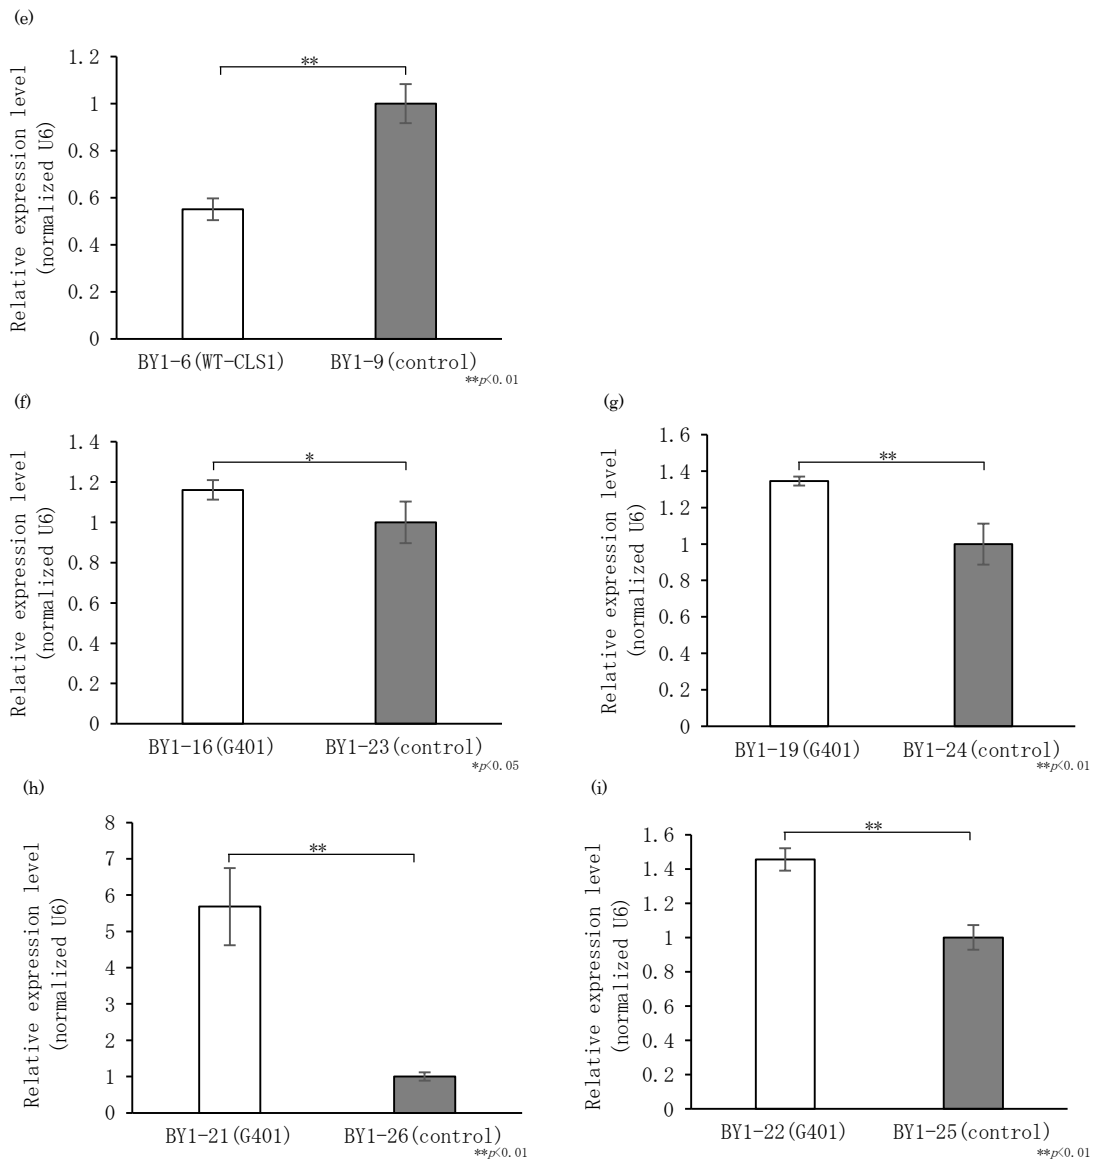 (e)
Relative expression level
(normalized U6)
1.2
1
0.8
0.6
0.4
0.2
0
**
BY1-6(WT-CLS1)
BY1-9(control)
**p<0.01
(f)
Relative expression level
(normalized U6)
1.4
1.2
1
0.8
0.6
0.4
0.2
0
*
BY1-16(G401)
BY1-23(control)
*p<0.05
(g)
Relative expression level
(normalized U6)
1.6
1.4
1.2
1
0.8
0.6
0.4
0.2
0
**
BY1-19(G401)
BY1-24(control)
**p<0.01
(h)
Relative expression level
(normalized U6)
8
7
6
5
4
3
2
1
0
**
BY1-21(G401)
BY1-26(control)
**p<0.01
(i)
Relative expression level
(normalized U6)
1.6
1.4
1.2
1
0.8
0.6
0.4
0.2
0
**
BY1-22(G401)
BY1-25(control)
**p<0.01